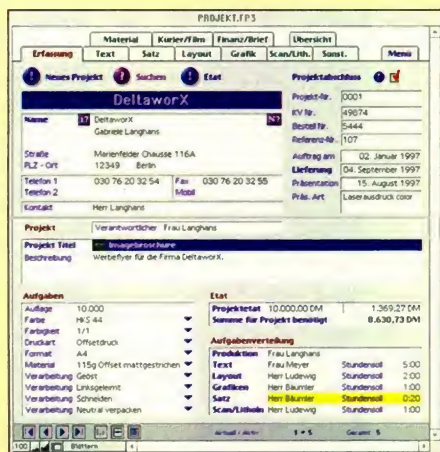 PROJEKT.FP3
Material Kurier/Film Finanz/Brief Übersicht
Erfassung Text Satz Layout Grafik Scan/Lith. Sonst. Menü
Neues Projekt Suchen Etat Projektabschluss
DeltaworX
Projekt-Nr. 0001
KV Nr. 49874
Bestell Nr. 5444
Referenz-Nr. 107
Name DeltaworX
Gabriele Langhans
Straße Marienfelder Chausse 116A
PLZ - Ort 12349 Berlin
Auftrag am 02. Januar 1997
Lieferung 04. September 1997
Präsentation 15. August 1997
Präs. Art Laserausdruck color
Telefon 1 030 76 20 32 54 Fax 030 76 20 32 55
Telefon 2 Mobil
Kontakt Herr Langhans
Projekt Verantwortlicher Frau Langhans
Projekt Titel Imagebroschure
Beschreibung Werbeflyer für die Firma DeltaworX.
Aufgaben
Auflage 10.000
Farbe HKS 44
Farbigkeit 1/1
Druckart Offsetdruck
Format A4
Material 115g Offset mattgestrichen
Verarbeitung Geöst
Verarbeitung Linksgeleimt
Verarbeitung Schneiden
Verarbeitung Neutral verpacken
Etat
Projektetat 10.000,00 DM 1.369,27 DM
Summe für Projekt benötigt 8.630,73 DM
Aufgabenverteilung
Produktion Frau Langhans
Text Frau Meyer Stundensoll 5:00
Layout Herr Ludewig Stundensoll 2:00
Grafiken Herr Bäumler Stundensoll 1:00
Satz Herr Bäumler Stundensoll 0:20
Scan/Lithoin Herr Ludewig Stundensoll 1:00
Gesamt 5
100 Blättern